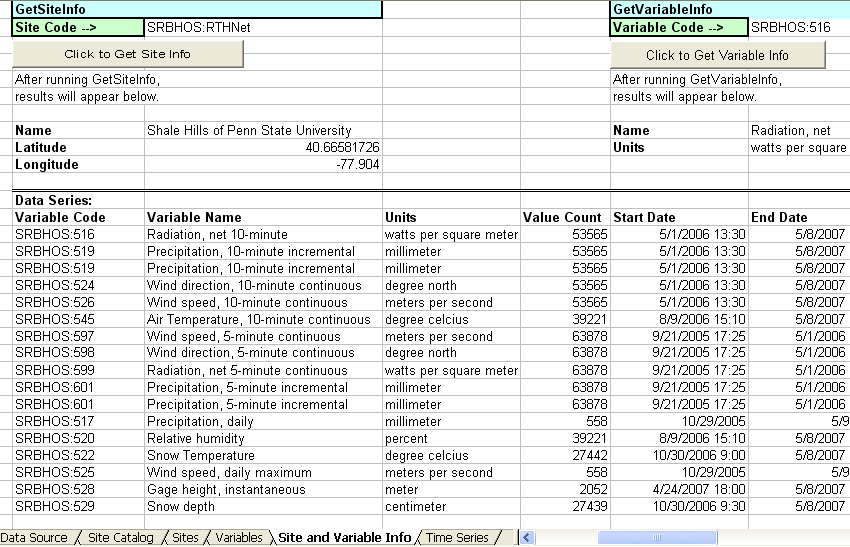 GetSiteInfo GetVariableInfo
Site Code --> SRBHOS:RTHNet Variable Code --> SRBHOS:516
Click to Get Site Info Click to Get Variable Info
After running GetSiteInfo, After running GetVariableInfo,
results will appear below. results will appear below.
Name Shale Hills of Penn State University Name Radiation, net
Latitude 40.66581726 Units watts per square
Longitude -77.904
Data Series:
Variable Code Variable Name Units Value Count Start Date End Date
SRBHOS:516 Radiation, net 10-minute watts per square meter 53565 5/1/2006 13:30 5/8/2007
SRBHOS:519 Precipitation, 10-minute incremental millimeter 53565 5/1/2006 13:30 5/8/2007
SRBHOS:519 Precipitation, 10-minute incremental millimeter 53565 5/1/2006 13:30 5/8/2007
SRBHOS:524 Wind direction, 10-minute continuous degree north 53565 5/1/2006 13:30 5/8/2007
SRBHOS:526 Wind speed, 10-minute continuous meters per second 53565 5/1/2006 13:30 5/8/2007
SRBHOS:545 Air Temperature, 10-minute continuous degree celcius 39221 8/9/2006 15:10 5/8/2007
SRBHOS:597 Wind speed, 5-minute continuous meters per second 63878 9/21/2005 17:25 5/1/2006
SRBHOS:598 Wind direction, 5-minute continuous degree north 63878 9/21/2005 17:25 5/1/2006
SRBHOS:599 Radiation, net 5-minute continuous watts per square meter 63878 9/21/2005 17:25 5/1/2006
SRBHOS:601 Precipitation, 5-minute incremental millimeter 63878 9/21/2005 17:25 5/1/2006
SRBHOS:601 Precipitation, 5-minute incremental millimeter 63878 9/21/2005 17:25 5/1/2006
SRBHOS:517 Precipitation, daily millimeter 558 10/29/2005 5/9
SRBHOS:520 Relative humidity percent 39221 8/9/2006 15:10 5/8/2007
SRBHOS:522 Snow Temperature degree celcius 27442 10/30/2006 9:00 5/8/2007
SRBHOS:525 Wind speed, daily maximum meters per second 558 10/29/2005 5/9
SRBHOS:528 Gage height, instantaneous meter 2052 4/24/2007 18:00 5/8/2007
SRBHOS:529 Snow depth centimeter 27439 10/30/2006 9:30 5/8/2007
Data Source Site Catalog Sites Variables Site and Variable Info Time Series